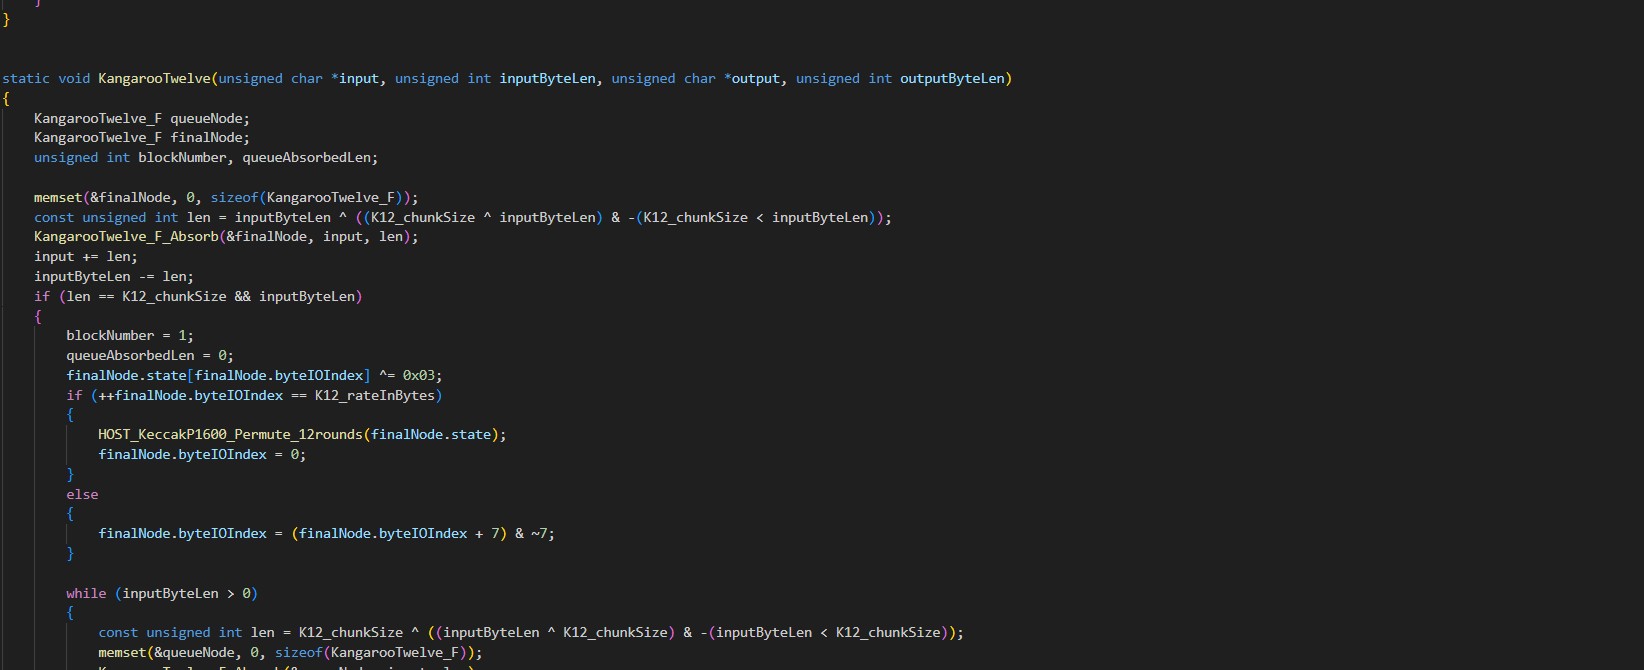 }
}
static void KangarooTwelve(unsigned char *input, unsigned int inputByteLen, unsigned char *output, unsigned int outputByteLen)
{
    KangarooTwelve_F queueNode;
    KangarooTwelve_F finalNode;
    unsigned int blockNumber, queueAbsorbedLen;
    memset(&finalNode, 0, sizeof(KangarooTwelve_F));
    const unsigned int len = inputByteLen ^ ((K12_chunkSize ^ inputByteLen) & -(K12_chunkSize < inputByteLen));
    KangarooTwelve_F_Absorb(&finalNode, input, len);
    input += len;
    inputByteLen -= len;
    if (len == K12_chunkSize && inputByteLen)
    {
        blockNumber = 1;
        queueAbsorbedLen = 0;
        finalNode.state[finalNode.byteIOIndex] ^= 0x03;
        if (++finalNode.byteIOIndex == K12_rateInBytes)
        {
            HOST_KeccakP1600_Permute_12rounds(finalNode.state);
            finalNode.byteIOIndex = 0;
        }
        else
        {
            finalNode.byteIOIndex = (finalNode.byteIOIndex + 7) & ~7;
        }
        while (inputByteLen > 0)
        {
            const unsigned int len = K12_chunkSize ^ ((inputByteLen ^ K12_chunkSize) & -(inputByteLen < K12_chunkSize));
            memset(&queueNode, 0, sizeof(KangarooTwelve_F));